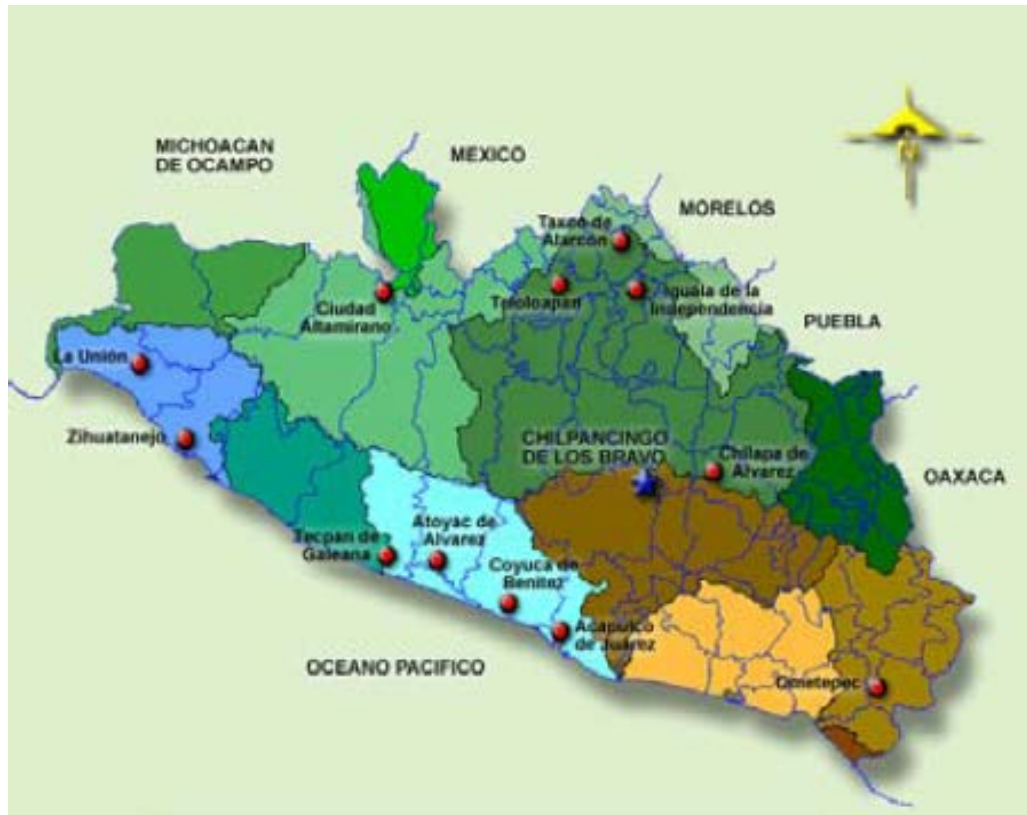 MICHOACAN
DE OCAMPO
MEXICO
MORELOS
Taxco de
Alarcón
Teloloapan
Iguala de la
Independencia
Ciudad
Altamirano
PUEBLA
La Unión
Zihuatanejo
CHILPANCINGO
DE LOS BRAVO
Chilapa de
Alvarez
OAXACA
Tecpan de
Galeana
Atoyac de
Alvarez
Coyuca de
Benitez
Acapulco
de Juárez
OCEANO PACIFICO
Ometepec
N